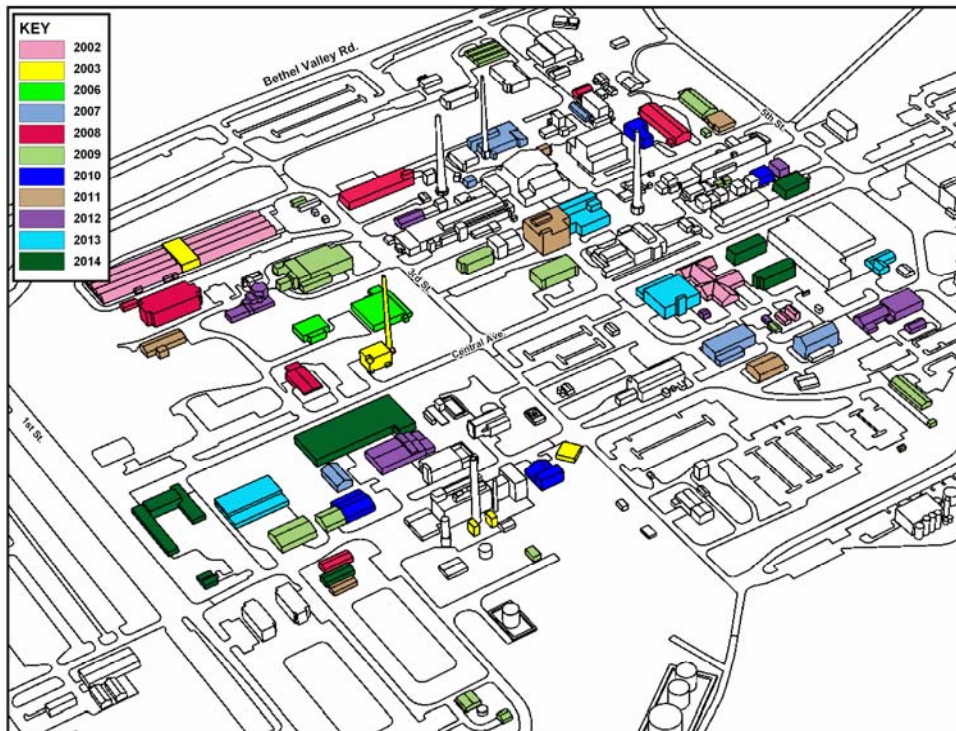 KEY
2002
2003
2006
2007
2008
2009
2010
2011
2012
2013
2014
Bethel Valley Rd.
5th St.
3rd St.
Central Ave.
1st St.